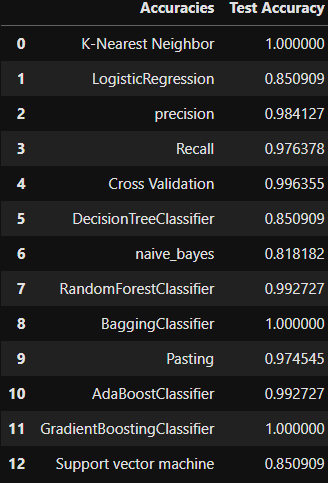 Accuracies Test Accuracy
0 K-Nearest Neighbor 1.000000
1 LogisticRegression 0.850909
2 precision 0.984127
3 Recall 0.976378
4 Cross Validation 0.996355
5 DecisionTreeClassifier 0.850909
6 naive_bayes 0.818182
7 RandomForestClassifier 0.992727
8 BaggingClassifier 1.000000
9 Pasting 0.974545
10 AdaBoostClassifier 0.992727
11 GradientBoostingClassifier 1.000000
12 Support vector machine 0.850909